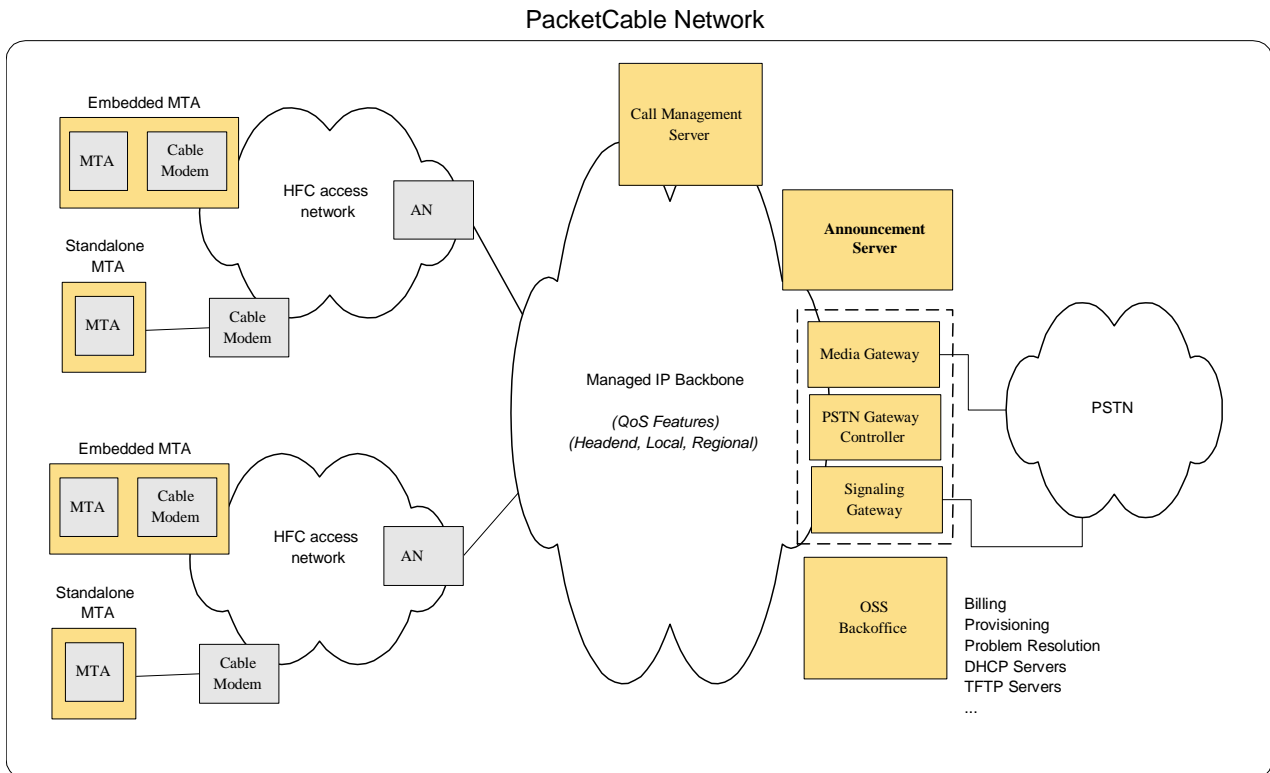 PacketCable Network
Embedded MTA
MTA
Cable
Modem
HFC access
network
AN
Standalone
MTA
MTA
Cable
Modem
Embedded MTA
MTA
Cable
Modem
HFC access
network
AN
Standalone
MTA
MTA
Cable
Modem
Call Management
Server
Announcement
Server
Managed IP Backbone
(QoS Features)
(Headend, Local, Regional)
Media Gateway
PSTN Gateway
Controller
Signaling
Gateway
PSTN
OSS
Backoffice
Billing
Provisioning
Problem Resolution
DHCP Servers
TFTP Servers
...